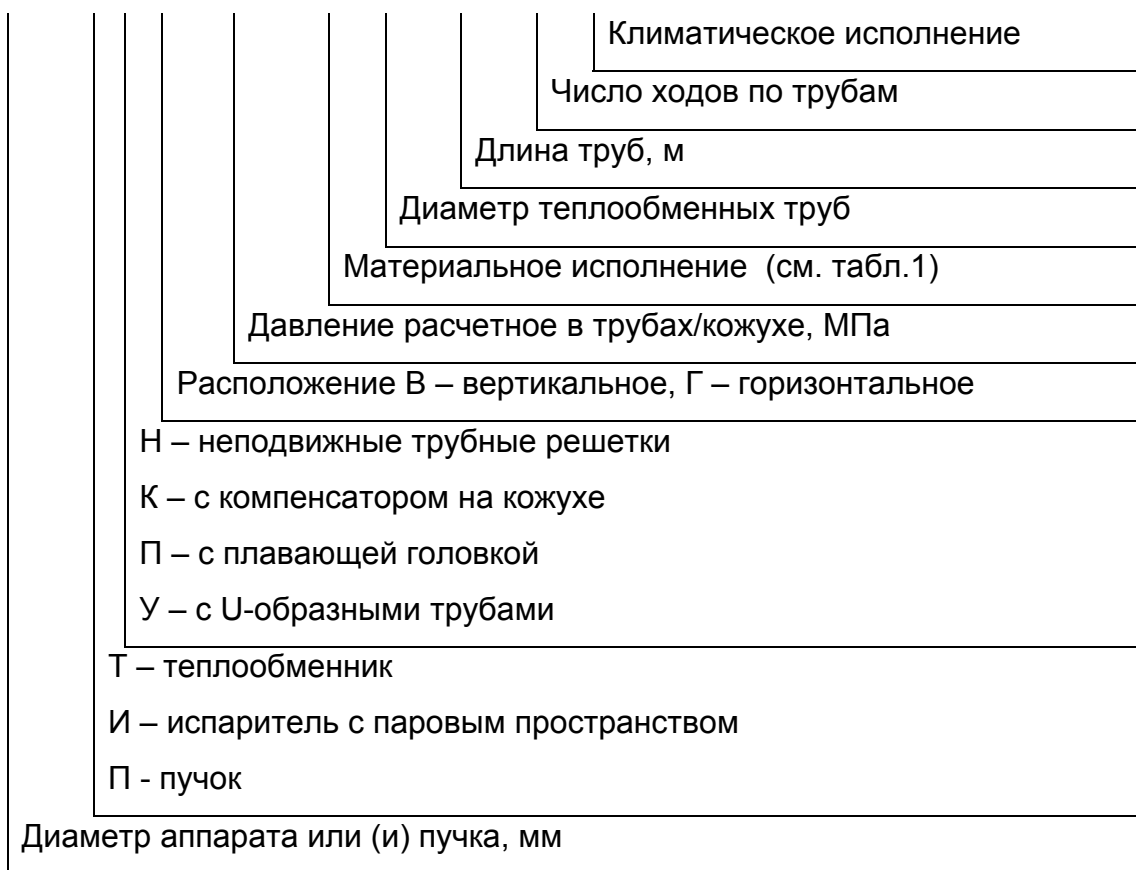 Климатическое исполнение
Число ходов по трубам
Длина труб, м
Диаметр теплообменных труб
Материальное исполнение (см. табл.1)
Давление расчетное в трубах/кожухе, МПа
Расположение В – вертикальное, Г – горизонтальное
Н – неподвижные трубные решетки
К – с компенсатором на кожухе
П – с плавающей головкой
У – с U-образными трубами
Т – теплообменник
И – испаритель с паровым пространством
П - пучок
Диаметр аппарата или (и) пучка, мм